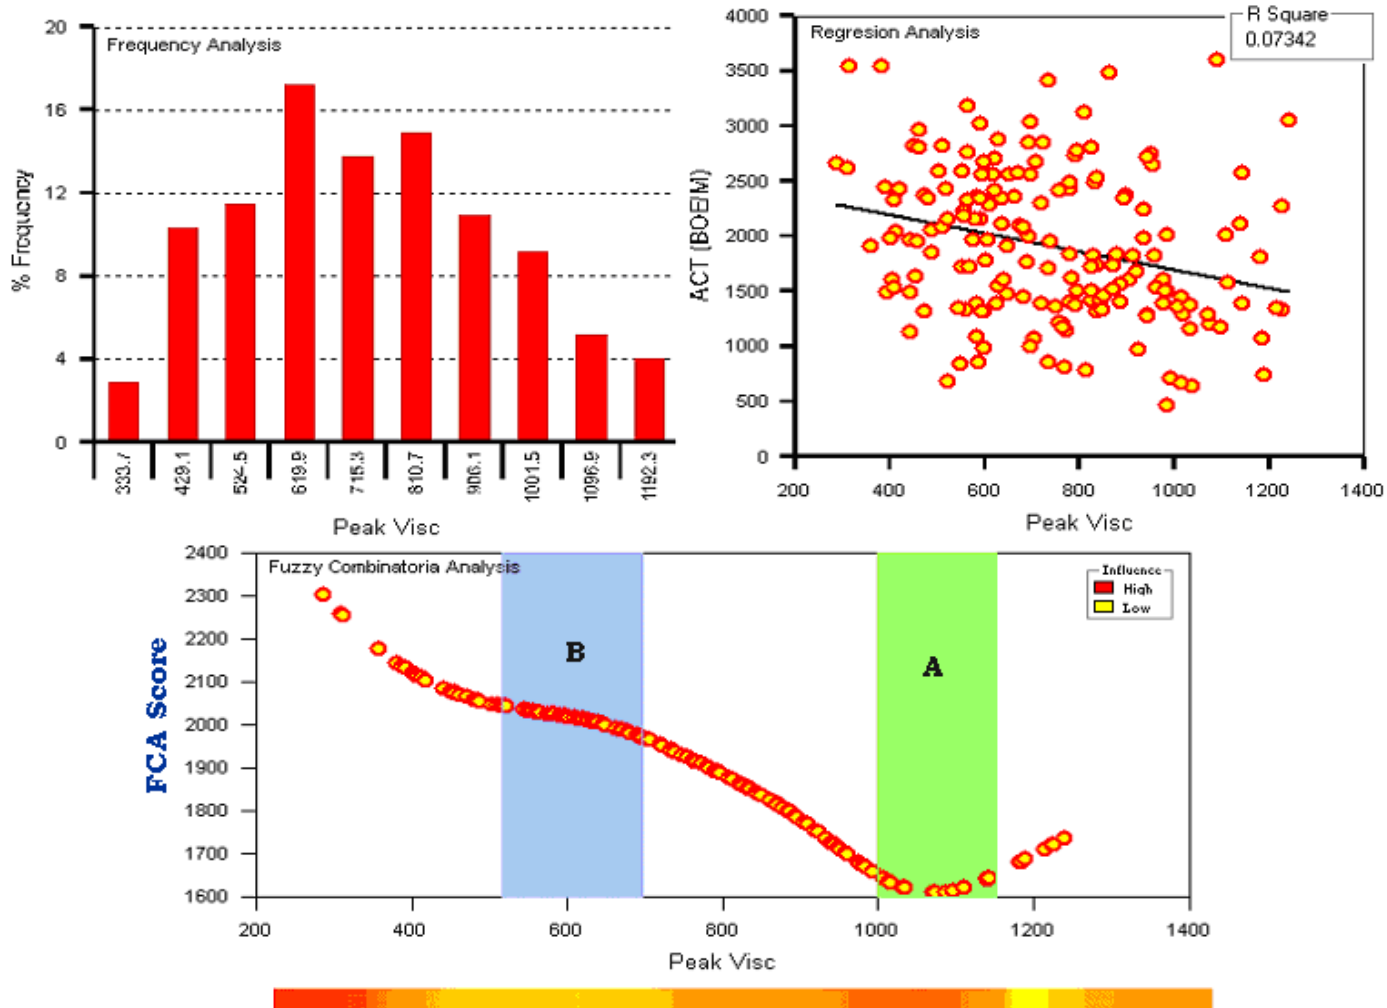 20
16
12
8
4
0
% Frequency
Frequency Analysis
333.7
429.1
524.5
619.9
715.3
810.7
906.1
1001.5
1096.9
1192.3
Peak Visc
4000
3500
3000
2500
2000
1500
1000
500
0
ACT (BOE/M)
Regresion Analysis
R Square
0.07342
200 400 600 800 1000 1200 1400
Peak Visc
2400
2300
2200
2100
2000
1900
1800
1700
1600
FCA Score
Fuzzy Combinatoria Analysis
B
A
Influence
High
Low
200 400 600 800 1000 1200 1400
Peak Visc